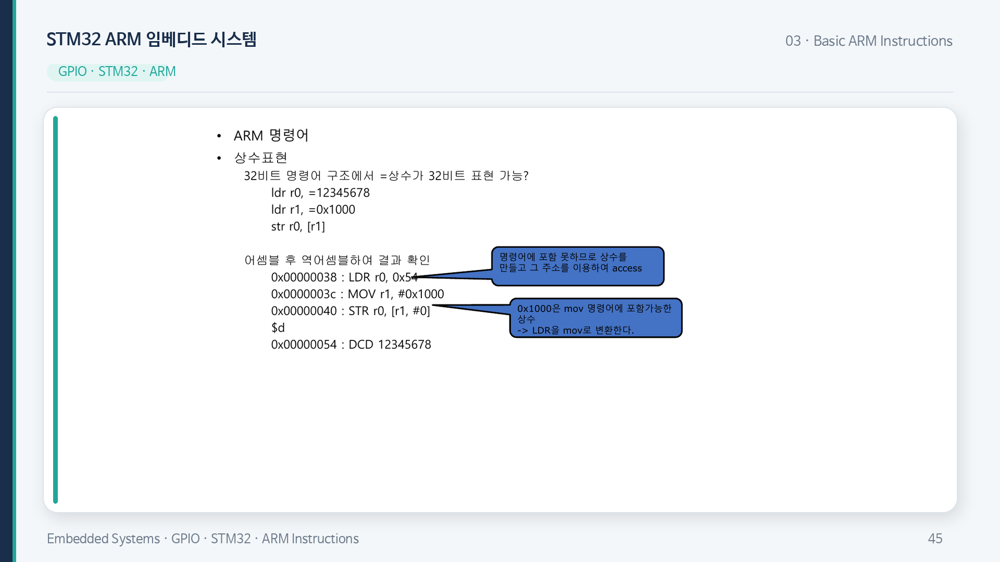 STM32 ARM 임베디드 시스템
03 · Basic ARM Instructions
GPIO · STM32 · ARM
• ARM 명령어
• 상수표현
32비트 명령어 구조에서 =상수가 32비트 표현 가능?
ldr r0, =12345678
ldr r1, =0x1000
str r0, [r1]
어셈블 후 역어셈블하여 결과 확인
0x00000038 : LDR r0, 0x54
0x0000003c : MOV r1, #0x1000
0x00000040 : STR r0, [r1, #0]
$d
0x00000054 : DCD 12345678
명령어에 포함 못하므로 상수를
만들고 그 주소를 이용하여 access
0x1000은 mov 명령어에 포함가능한
상수
-> LDR을 mov로 변환한다.
Embedded Systems · GPIO · STM32 · ARM Instructions
45